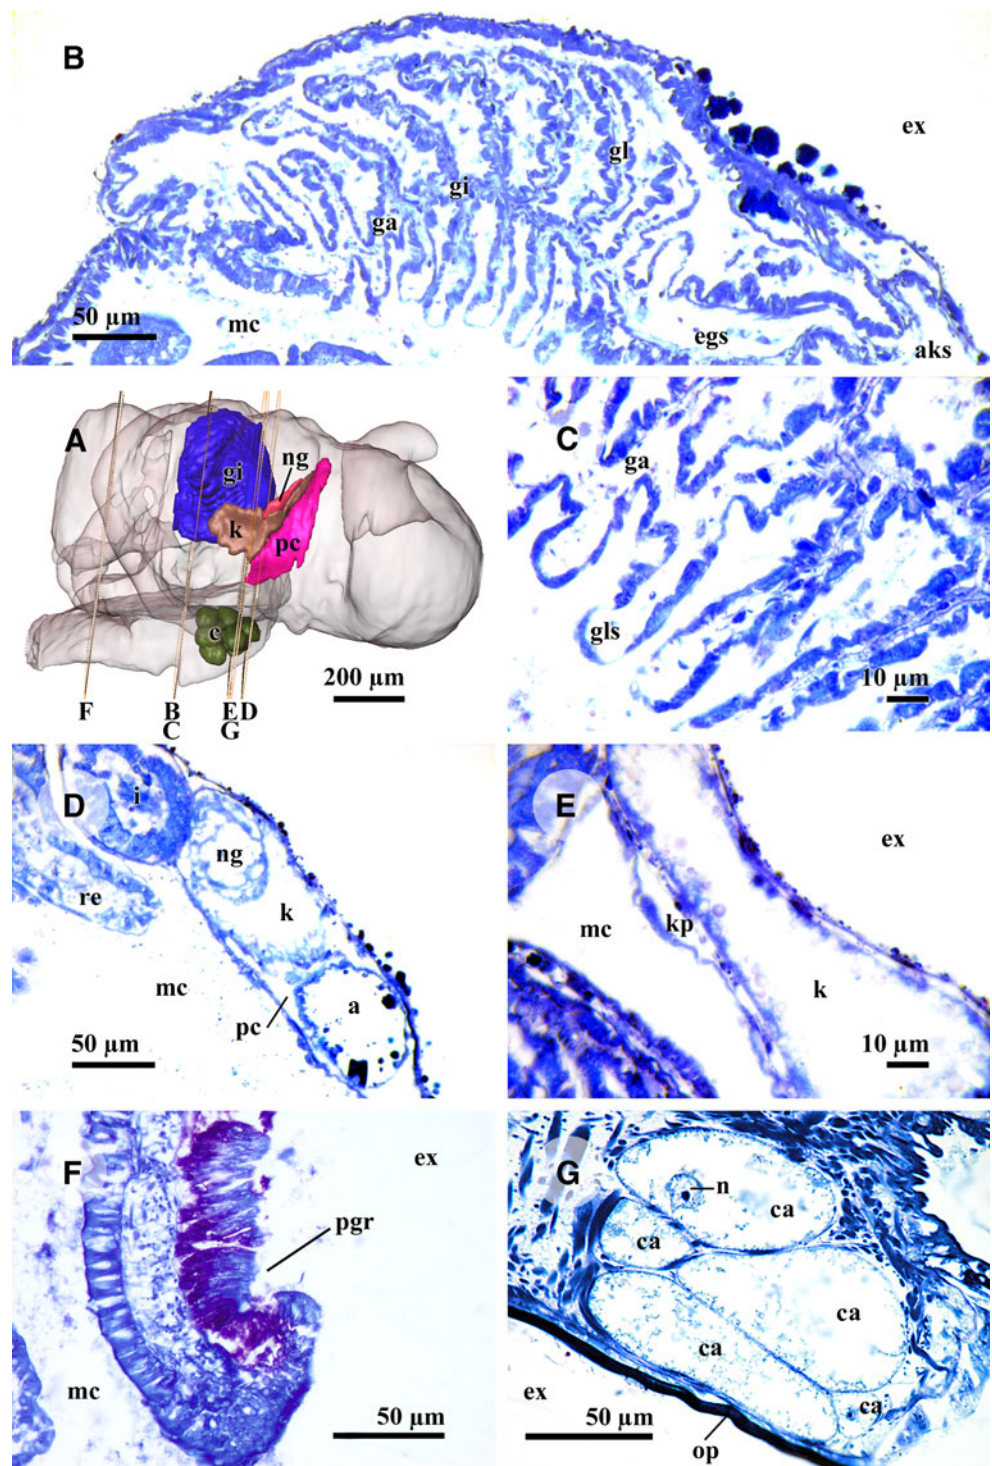 B
ex
gl
gi
ga
50 µm
mc
egs
aks
A
gi
ng
k
pc
c
200 µm
F B E D
C G
C
ga
gls
10 µm
D
i
ng
re
k
mc
pc
a
50 µm
E
ex
mc
kp
k
10 µm
F
ex
pgr
mc
50 µm
G
n
ca
ca
ca
ca
ca
ex
50 µm
op